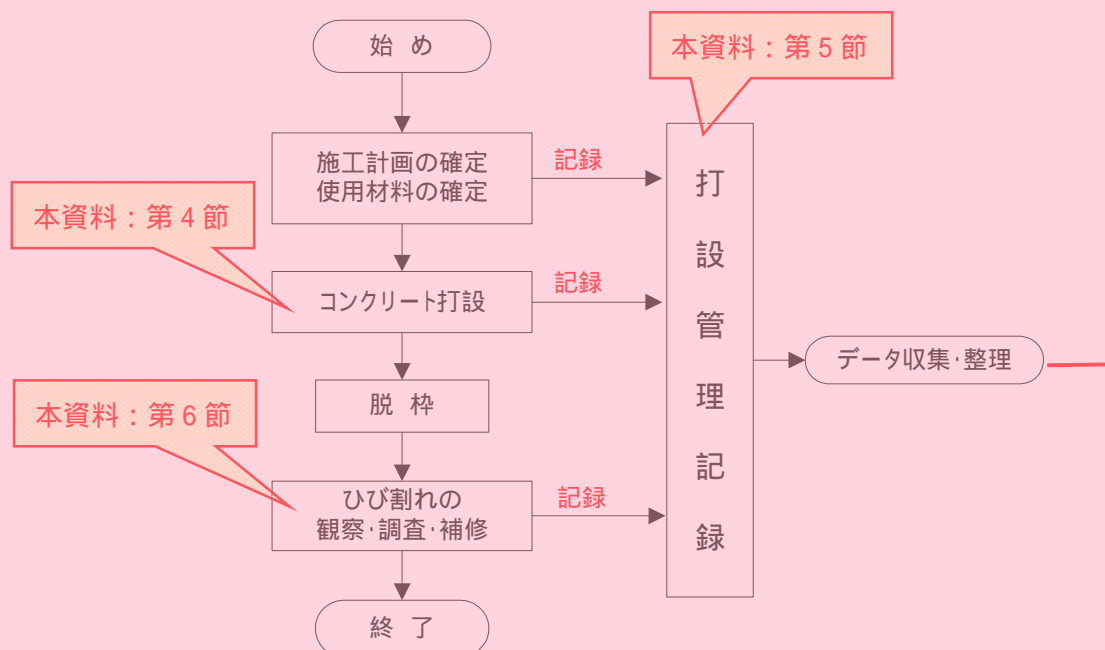 始 め
本資料：第５節
施工計画の確定
使用材料の確定
記録
本資料：第４節
コンクリート打設
記録
打設管理記録
データ収集･整理
脱 枠
本資料：第６節
ひび割れの
観察･調査･補修
記録
終 了